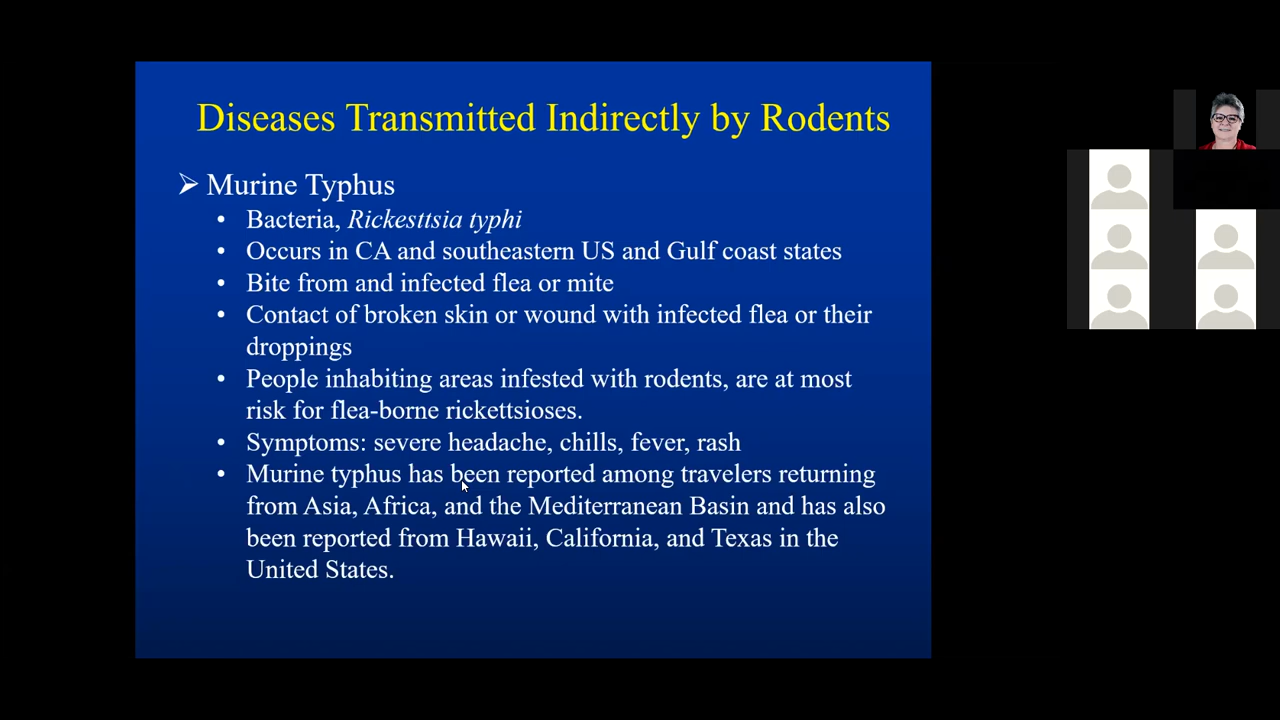 Diseases Transmitted Indirectly by Rodents
➢ Murine Typhus
• Bacteria, Rickesttsia typhi
• Occurs in CA and southeastern US and Gulf coast states
• Bite from and infected flea or mite
• Contact of broken skin or wound with infected flea or their
droppings
• People inhabiting areas infested with rodents, are at most
risk for flea-borne rickettsioses.
• Symptoms: severe headache, chills, fever, rash
• Murine typhus has been reported among travelers returning
from Asia, Africa, and the Mediterranean Basin and has also
been reported from Hawaii, California, and Texas in the
United States.